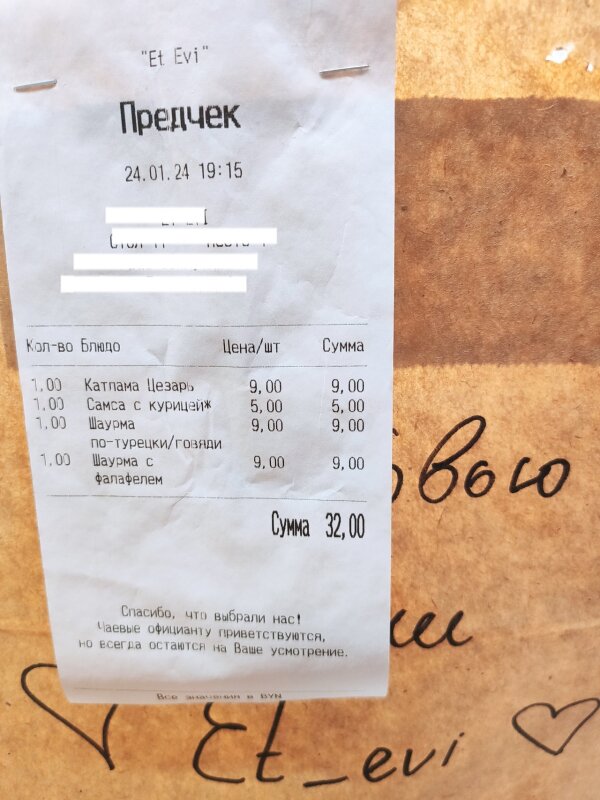 "Et Evi"
Предчек
24.01.24 19:15
Кол-во Блюдо Цена/шт Сумма
1,00 Катлама Цезарь 9,00 9,00
1,00 Самса с курицейж 5,00 5,00
1,00 Шаурма 9,00 9,00
по-турецки/говяди
1,00 Шаурма с 9,00 9,00
фалафелем
Сумма 32,00
Спасибо, что выбрали нас!
Чаевые официанту приветствуются,
но всегда остаются на Ваше усмотрение.
Все значения в BYN
Et_evi